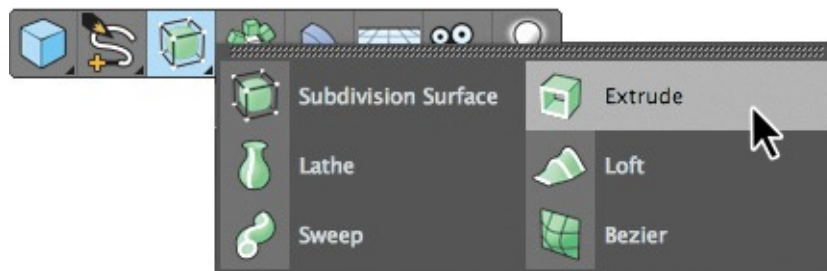 Subdivision Surface
Extrude
Lathe
Loft
Sweep
Bezier